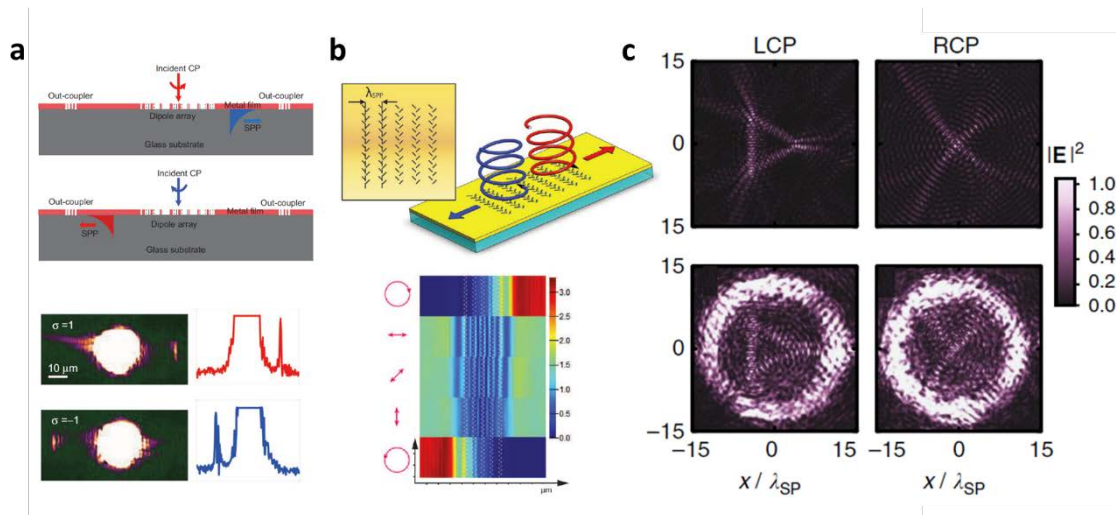 a
Incident CP
Out-coupler
Out-coupler
Metal film
Dipole array
SPP
Glass substrate
Incident CP
Out-coupler
Out-coupler
Metal film
Dipole array
SPP
Glass substrate
σ =1
10 μm
σ=−1
b
λSPP
3.0
2.5
2.0
1.5
1.0
0.5
0.0
μm
c
LCP
RCP
15
0
15
15
0
−15
−15
0
15
−15
0
15
x / λSP
x / λSP
|E|²
1.0
0.8
0.6
0.4
0.2
0.0